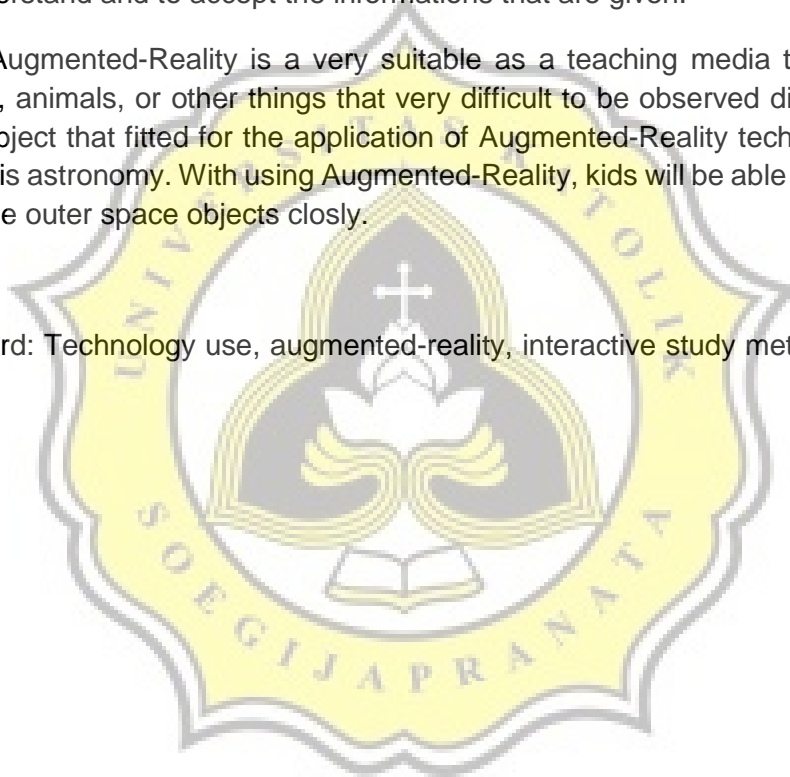 erstand and to accept the informations that are given.
Augmented-Reality is a very suitable as a teaching media t
, animals, or other things that very difficult to be observed di
bject that fitted for the application of Augmented-Reality tech
is astronomy. With using Augmented-Reality, kids will be able
e outer space objects closly.
rd: Technology use, augmented-reality, interactive study met
UNIVERSITAS KATOLIK
SOEGIJAPRANATA